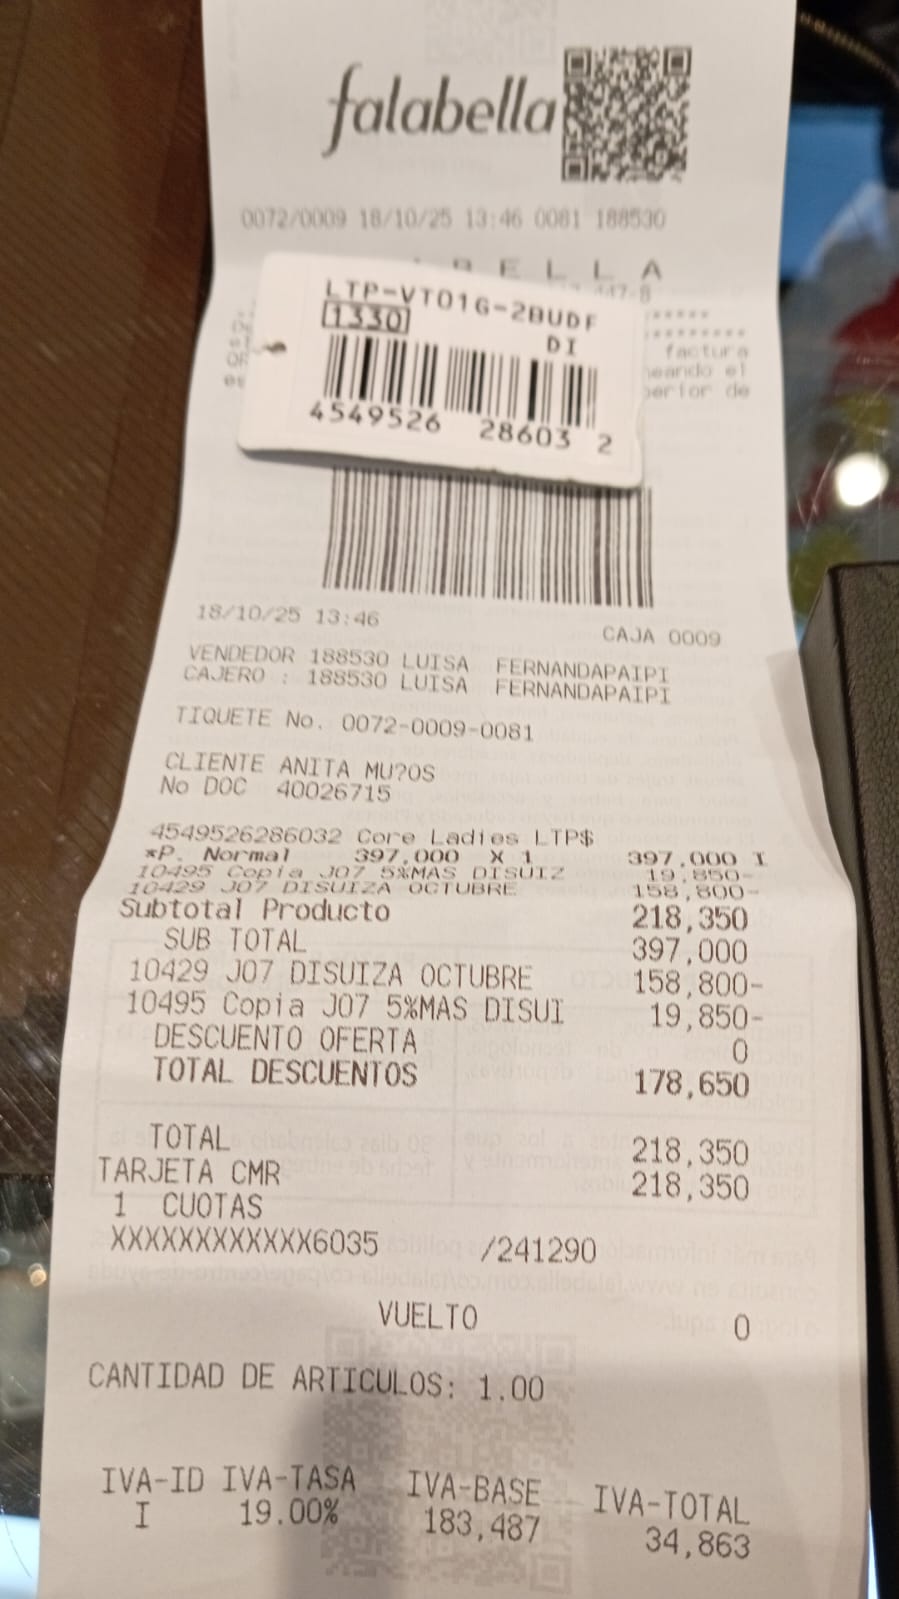 falabella
0072/0009 18/10/25 13:46 0081 188530
B E L L A
447-8
LTP-VT01G-2BUDF
1330
DI
4549526 28603 2
factura
eando el
erior de
18/10/25 13:46
CAJA 0009
VENDEDOR 188530 LUISA FERNANDAPAIPI
CAJERO : 188530 LUISA FERNANDAPAIPI
TIQUETE No. 0072-0009-0081
CLIENTE ANITA MU?OS
No DOC 40026715
4549526286032 Core Ladies LTP$
*P. Normal 397,000 X 1 397,000 I
10495 Copia J07 5%MAS DISUIZ 19,850-
10429 J07 DISUIZA OCTUBRE 158,800-
Subtotal Producto 218,350
SUB TOTAL 397,000
10429 J07 DISUIZA OCTUBRE 158,800-
10495 Copia J07 5%MAS DISUI 19,850-
DESCUENTO OFERTA 0
TOTAL DESCUENTOS 178,650
TOTAL 218,350
TARJETA CMR 218,350
1 CUOTAS
XXXXXXXXXXXX6035 /241290
VUELTO 0
CANTIDAD DE ARTICULOS: 1.00
IVA-ID IVA-TASA IVA-BASE IVA-TOTAL
I 19.00% 183,487 34,863